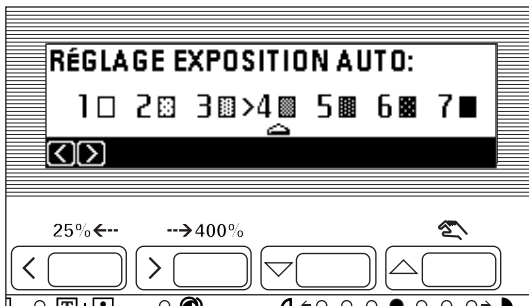 RÉGLAGE EXPOSITION AUTO:
1 2 3 >4 5 6 7
< >
25% ⇠ ⇢ 400%
< >
T